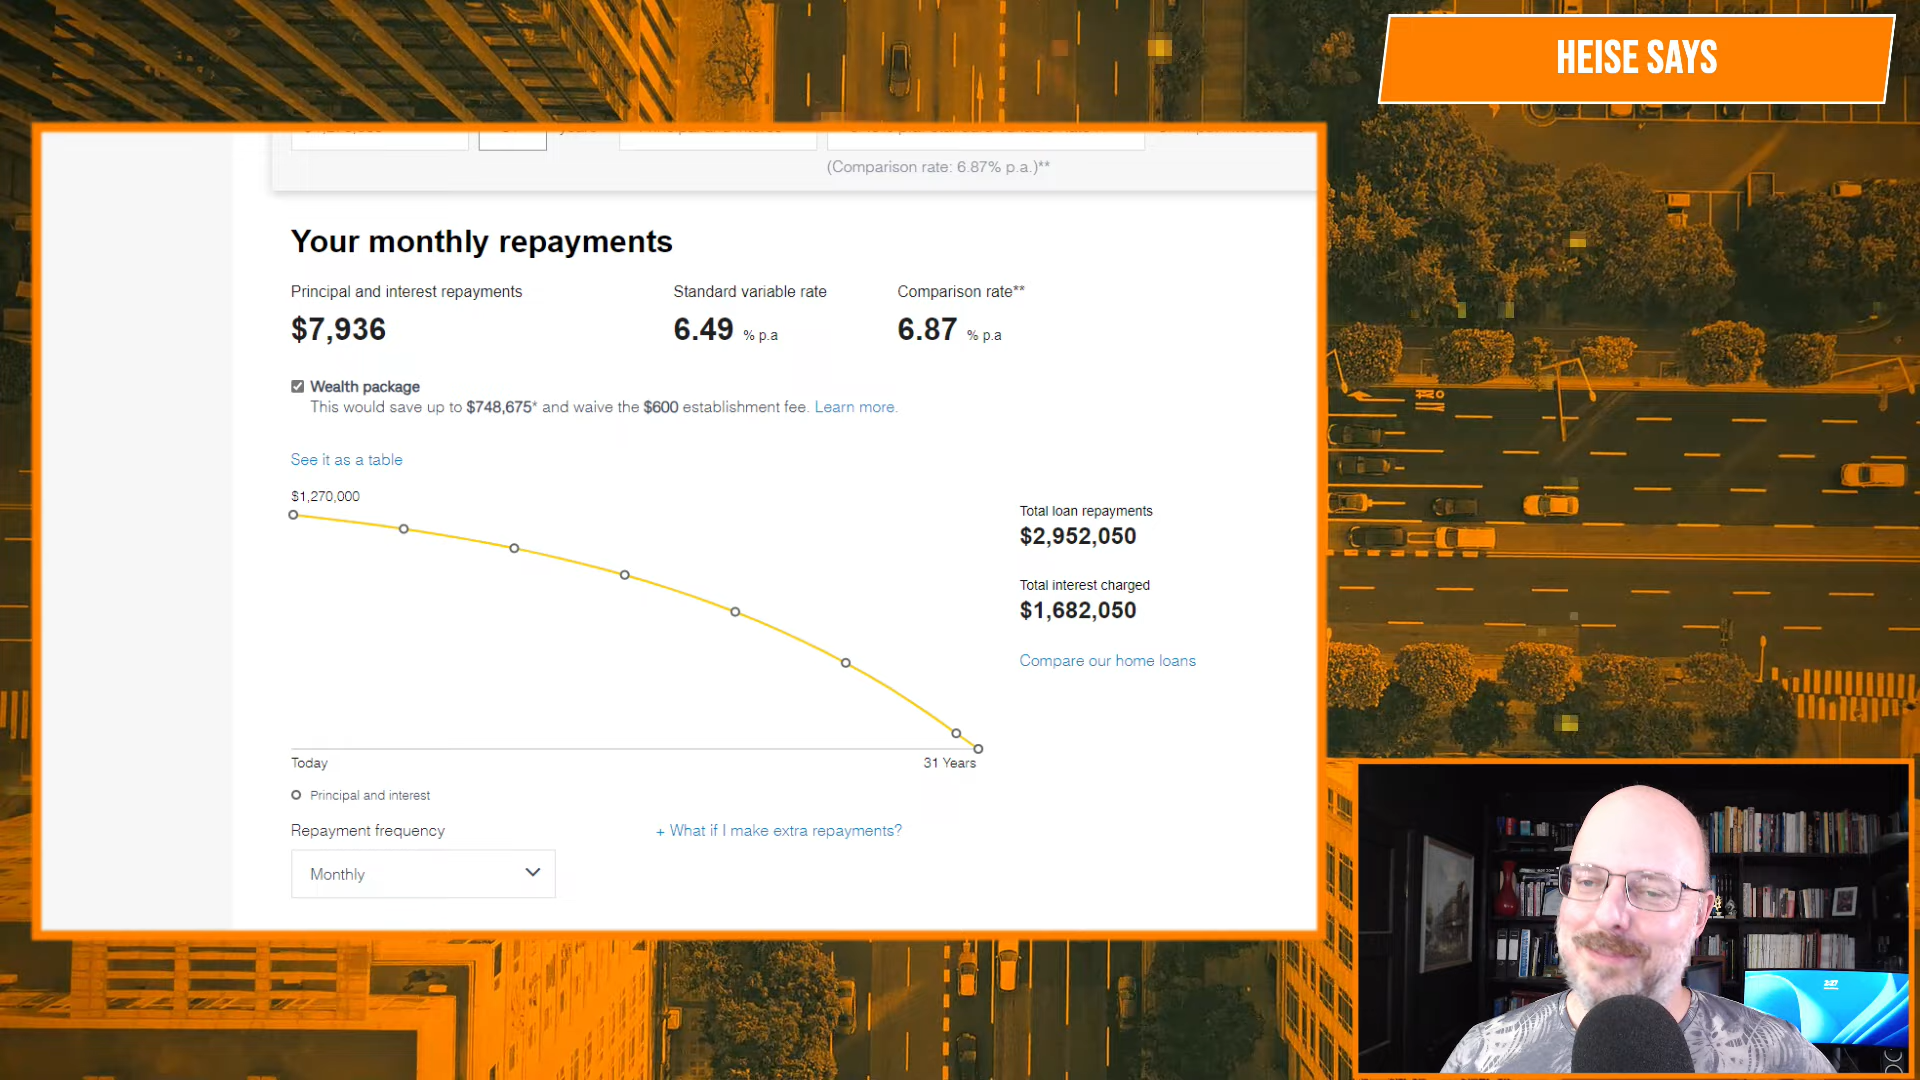 HEISE SAYS
(Comparison rate: 6.87% p.a.)**
Your monthly repayments
Principal and interest repayments
Standard variable rate
Comparison rate**
$7,936
6.49 % p.a
6.87 % p.a
Wealth package
This would save up to $748,675* and waive the $600 establishment fee. Learn more.
See it as a table
$1,270,000
Total loan repayments
$2,952,050
Total interest charged
$1,682,050
Compare our home loans
Today
31 Years
Principal and interest
Repayment frequency
+ What if I make extra repayments?
Monthly